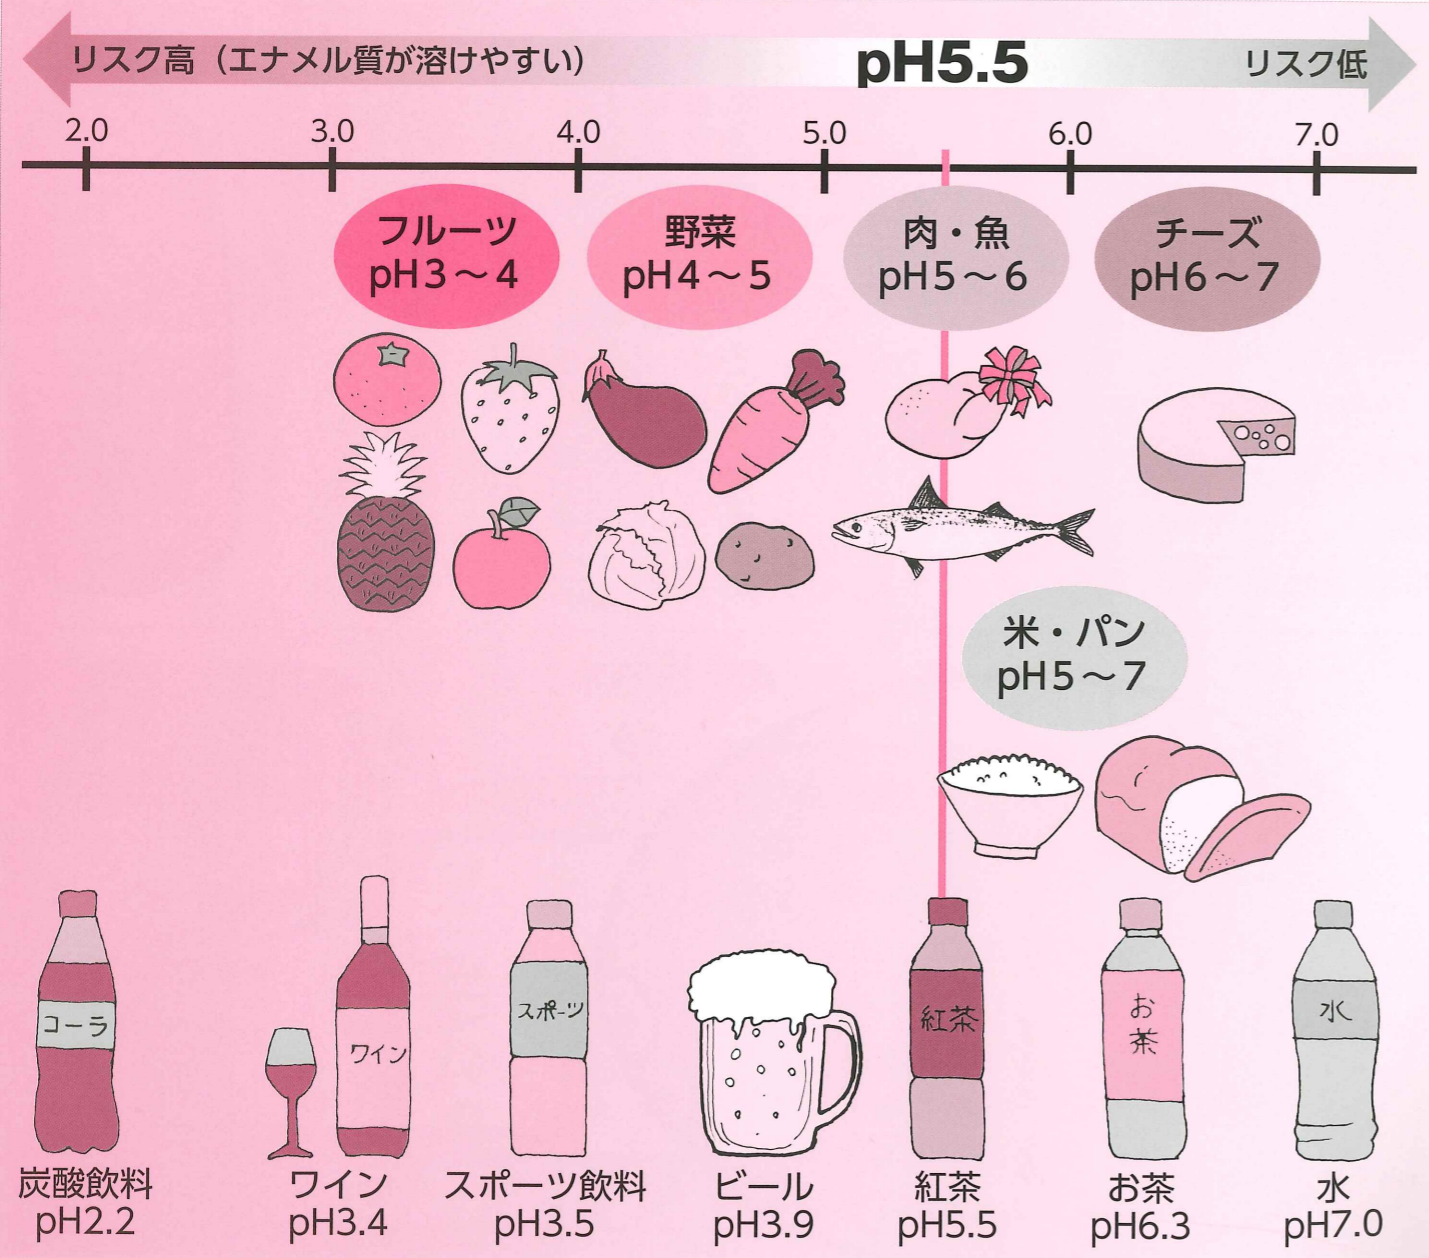 リスク高（エナメル質が溶けやすい）
pH5.5
リスク低
2.0 3.0 4.0 5.0 6.0 7.0
フルーツ
pH3～4
野菜
pH4～5
肉・魚
pH5～6
チーズ
pH6～7
米・パン
pH5～7
コーラ
ワイン
スポーツ
紅茶
お
茶
水
炭酸飲料
pH2.2
ワイン
pH3.4
スポーツ飲料
pH3.5
ビール
pH3.9
紅茶
pH5.5
お茶
pH6.3
水
pH7.0